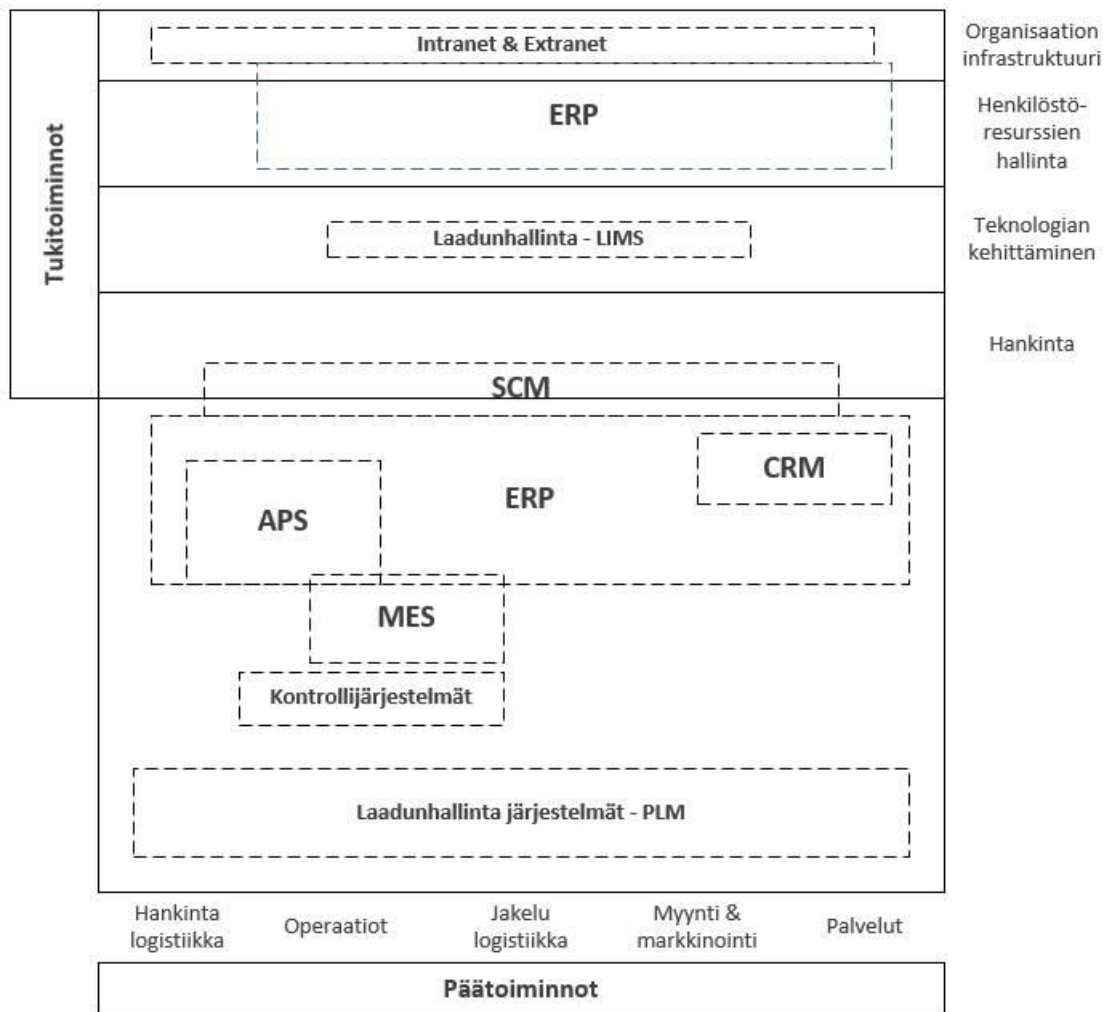 Intranet & Extranet
Organisaation
infrastruktuuri
ERP
Henkilöstö-
resurssien
hallinta
Tukitoiminnot
Laadunhallinta - LIMS
Teknologian
kehittäminen
Hankinta
SCM
CRM
ERP
APS
MES
Kontrollijärjestelmät
Laadunhallinta järjestelmät - PLM
Hankinta
logistiikka
Operaatiot
Jakelu
logistiikka
Myynti &
markkinointi
Palvelut
Päätoiminnot